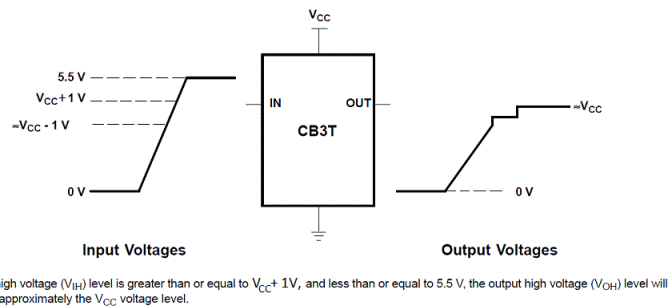 VCC
5.5 V
VCC+1 V
≈VCC - 1 V
0 V
IN
OUT
CB3T
≈VCC
0 V
Input Voltages
Output Voltages
high voltage (VIH) level is greater than or equal to VCC+ 1V, and less than or equal to 5.5 V, the output high voltage (VOH) level will
approximately the VCC voltage level.